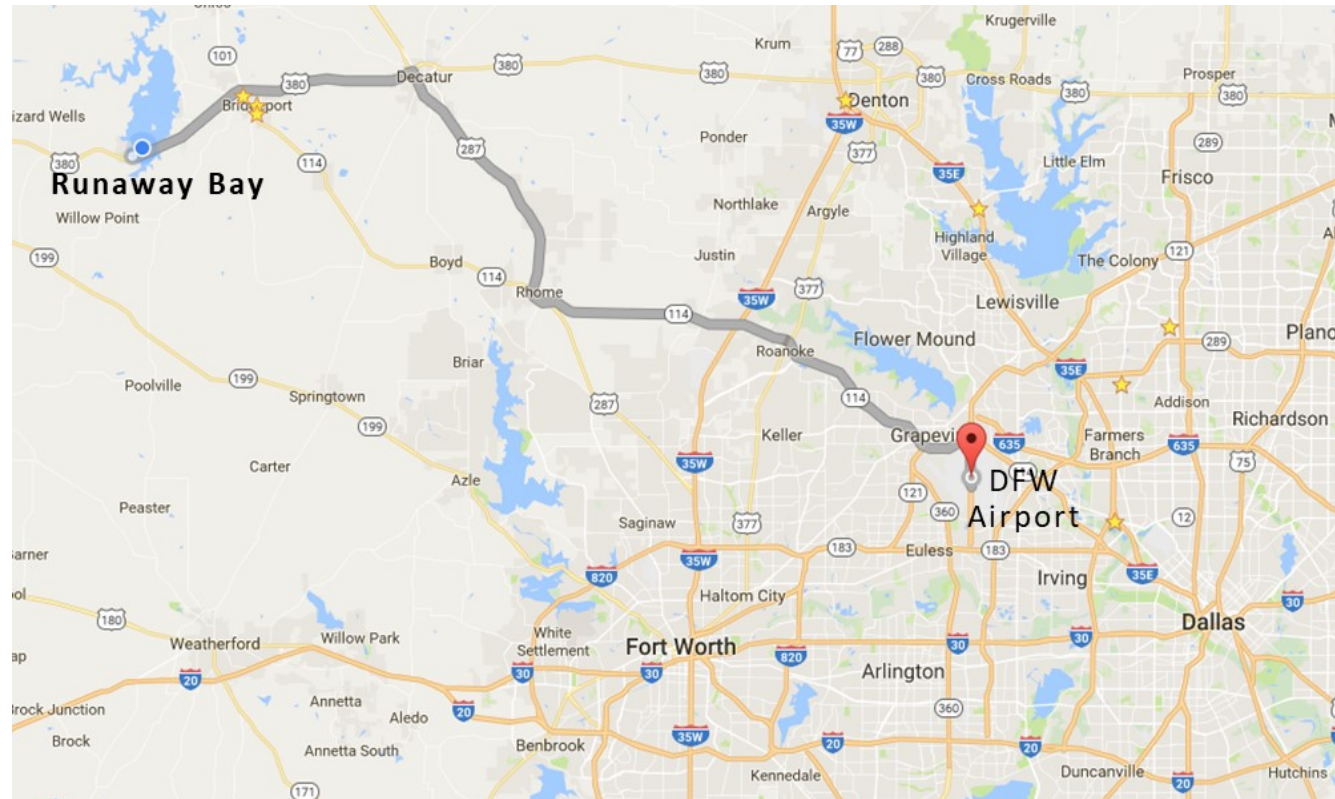 Krugerville
Krum
77
288
101
380
Decatur
380
380
380
Cross Roads
380
Prosper
380
Denton
35W
izard Wells
Bridgeport
Ponder
377
289
380
114
287
Little Elm
35E
Frisco
Runaway Bay
Willow Point
Northlake
Argyle
Highland
Village
121
199
Boyd
114
Justin
The Colony
Rhome
377
35W
Lewisville
114
Flower Mound
Plano
289
Roanoke
Briar
35E
Poolville
199
Springtown
287
114
Addison
199
Keller
Grapevi
635
Farmers
Branch
635
Richardson
75
Carter
35W
Azle
121
DFW
Airport
360
Peaster
Saginaw
377
12
arner
183
Euless
183
35W
820
35E
ool
Haltom City
Irving
30
180
Weatherford
Willow Park
White
Settlement
Fort Worth
30
30
Dallas
ap
20
30
30
820
Arlington
Annetta
360
rock Junction
Aledo
20
35W
Brock
Annetta South
Benbrook
20
20
171
Kennedale
Duncanville
20
Hutchins